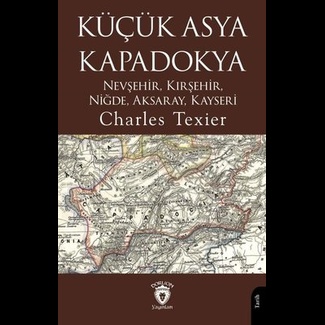 KÜÇÜK ASYA
KAPADOKYA
NEVŞEHİR, KIRŞEHİR,
NİĞDE, AKSARAY, KAYSERİ
Charles Texier
DORLION
Yayınları
Tarih